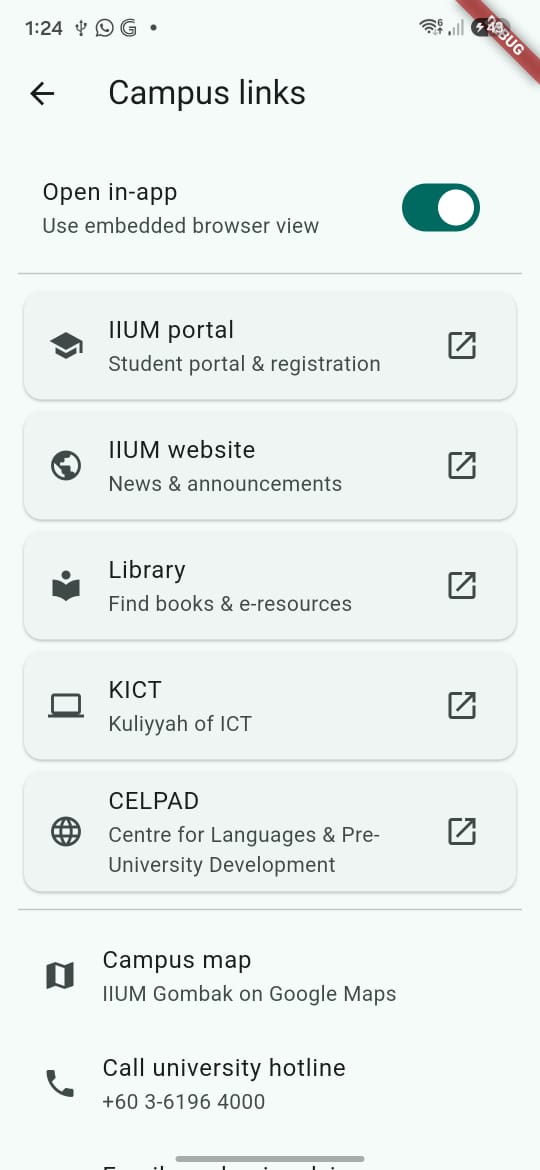 1:24
DEBUG
Campus links
Open in-app
Use embedded browser view
IIUM portal
Student portal & registration
IIUM website
News & announcements
Library
Find books & e-resources
KICT
Kuliyyah of ICT
CELPAD
Centre for Languages & Pre-
University Development
Campus map
IIUM Gombak on Google Maps
Call university hotline
+60 3-6196 4000